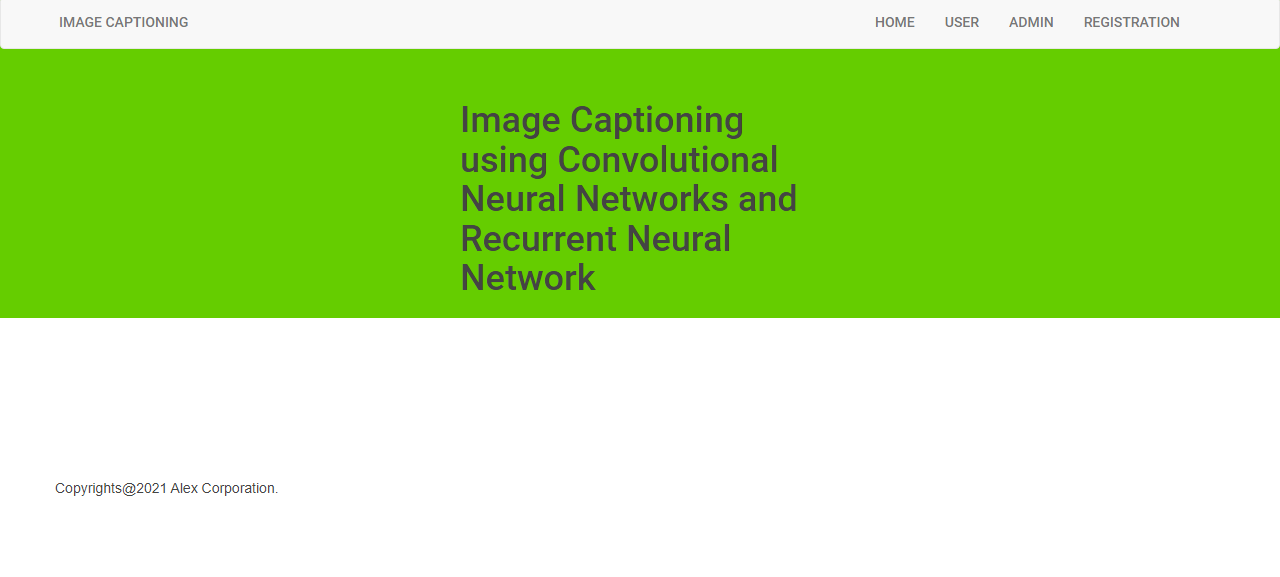 IMAGE CAPTIONING HOME USER ADMIN REGISTRATION
Image Captioning
using Convolutional
Neural Networks and
Recurrent Neural
Network
Copyrights@2021 Alex Corporation.